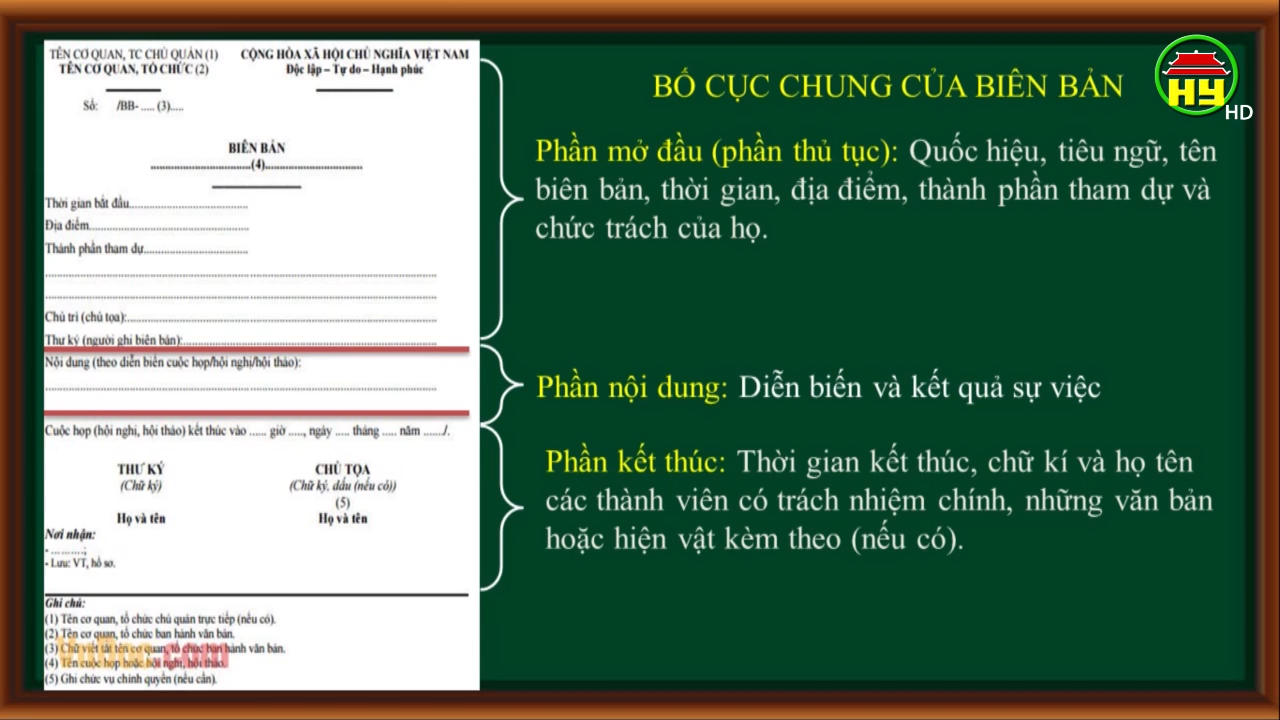 TÊN CƠ QUAN, TC CHỦ QUẢN (1)
TÊN CƠ QUAN, TỔ CHỨC (2)
CỘNG HÒA XÃ HỘI CHỦ NGHĨA VIỆT NAM
Độc lập – Tự do – Hạnh phúc
Số: /BB- ..... (3).....
BIÊN BẢN
..................................(4)..................................
Thời gian bắt đầu........................................
Địa điểm.....................................................
Thành phần tham dự...................................
Chủ trì (chủ tọa):..............................................................................
Thư ký (người ghi biên bản):..............................................................
Nội dung (theo diễn biến cuộc họp/hội nghị/hội thảo):
Cuộc họp (hội nghị, hội thảo) kết thúc vào ...... giờ ....., ngày ..... tháng ..... năm ....../.
THƯ KÝ
(Chữ ký)
Họ và tên
CHỦ TỌA
(Chữ ký, dấu (nếu có))
(5)
Họ và tên
Nơi nhận:
- ..........;
- Lưu: VT, hồ sơ.
Ghi chú:
(1) Tên cơ quan, tổ chức chủ quản trực tiếp (nếu có).
(2) Tên cơ quan, tổ chức ban hành văn bản.
(3) Chữ viết tắt tên cơ quan, tổ chức ban hành văn bản.
(4) Tên cuộc họp hoặc hội nghị, hội thảo.
(5) Ghi chức vụ chính quyền (nếu cần).
BỐ CỤC CHUNG CỦA BIÊN BẢN
Phần mở đầu (phần thủ tục): Quốc hiệu, tiêu ngữ, tên
biên bản, thời gian, địa điểm, thành phần tham dự và
chức trách của họ.
Phần nội dung: Diễn biến và kết quả sự việc
Phần kết thúc: Thời gian kết thúc, chữ kí và họ tên
các thành viên có trách nhiệm chính, những văn bản
hoặc hiện vật kèm theo (nếu có).
HY
HD